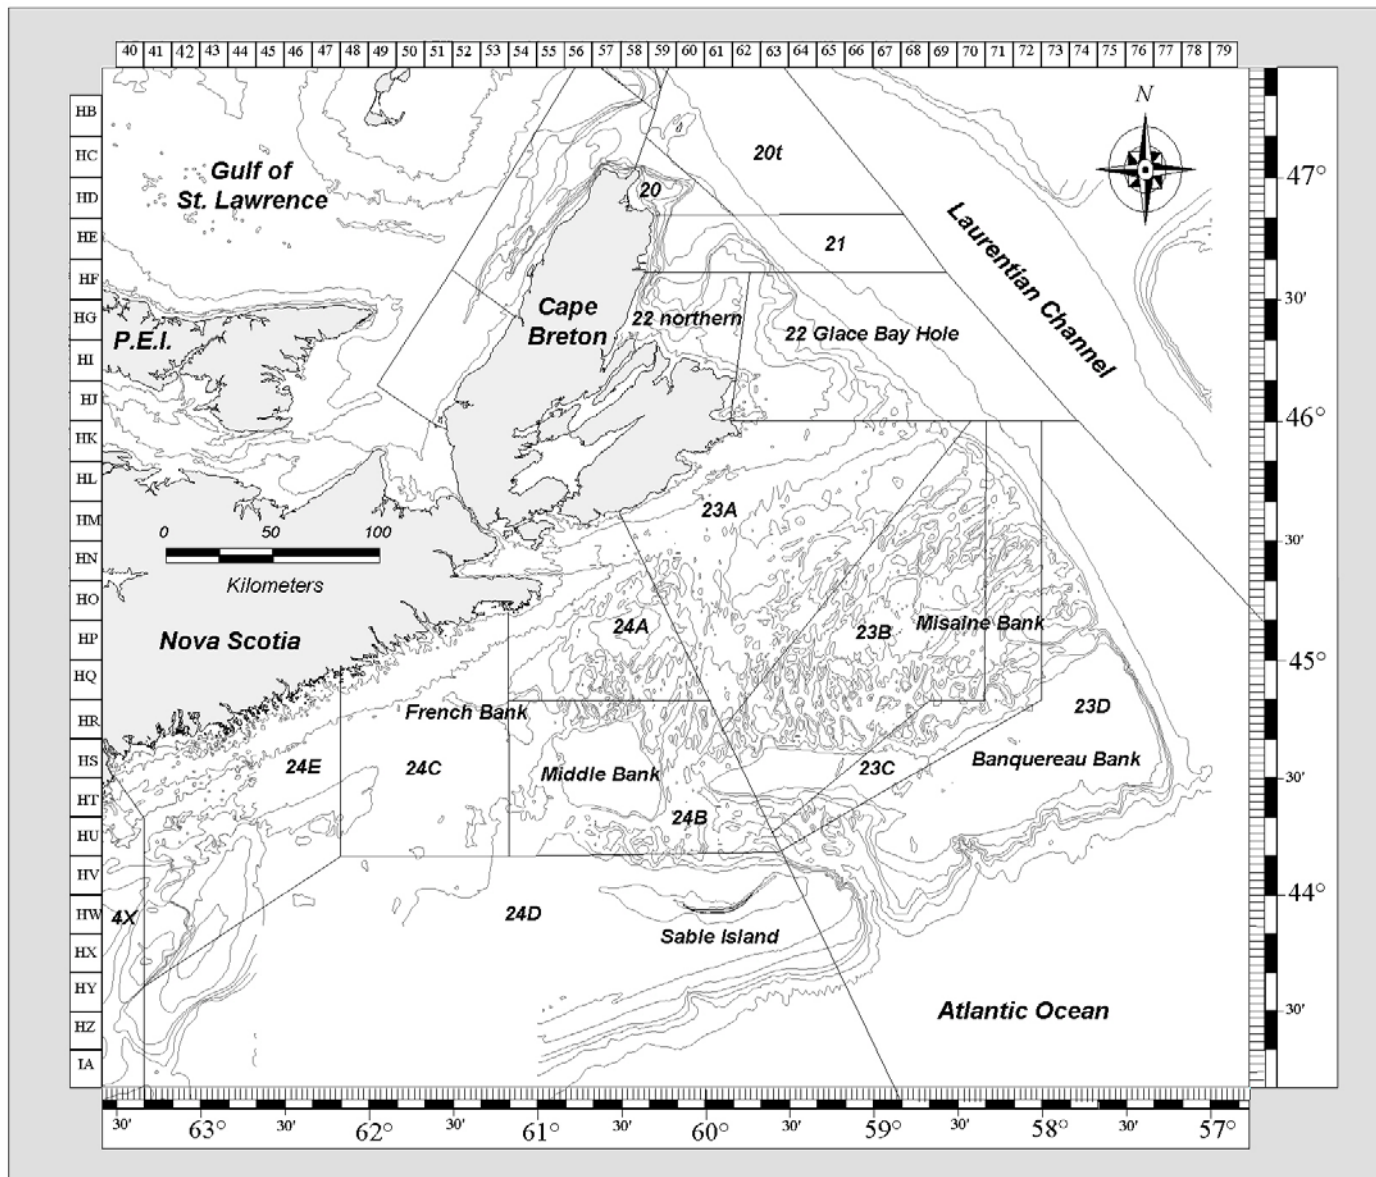 40 41 42 43 44 45 46 47 48 49 50 51 52 53 54 55 56 57 58 59 60 61 62 63 64 65 66 67 68 69 70 71 72 73 74 75 76 77 78 79
HB
HC
HD
HE
HF
HG
HI
HJ
HK
HL
HM
HN
HO
HP
HQ
HR
HS
HT
HU
HV
HW
HX
HY
HZ
IA
N
Gulf of
St. Lawrence
20t
20
21
Laurentian Channel
Cape
Breton
22 northern
22 Glace Bay Hole
P.E.I.
23A
0 50 100
Kilometers
Nova Scotia
24A
23B
Misaine Bank
French Bank
23D
24E
24C
Middle Bank
23C
Banquereau Bank
24B
4X
24D
Sable Island
Atlantic Ocean
47°
30'
46°
30'
45°
30'
44°
30'
30' 63° 30' 62° 30' 61° 30' 60° 30' 59° 30' 58° 30' 57°